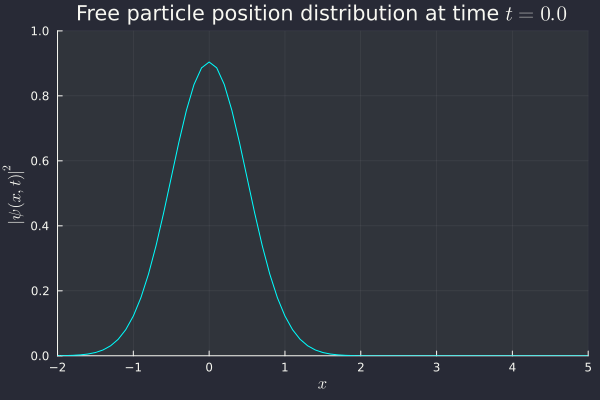 Free particle position distribution at time t = 0.0
1.0
0.8
0.6
0.4
0.2
0.0
|ψ(x, t)|²
−2 −1 0 1 2 3 4 5
x